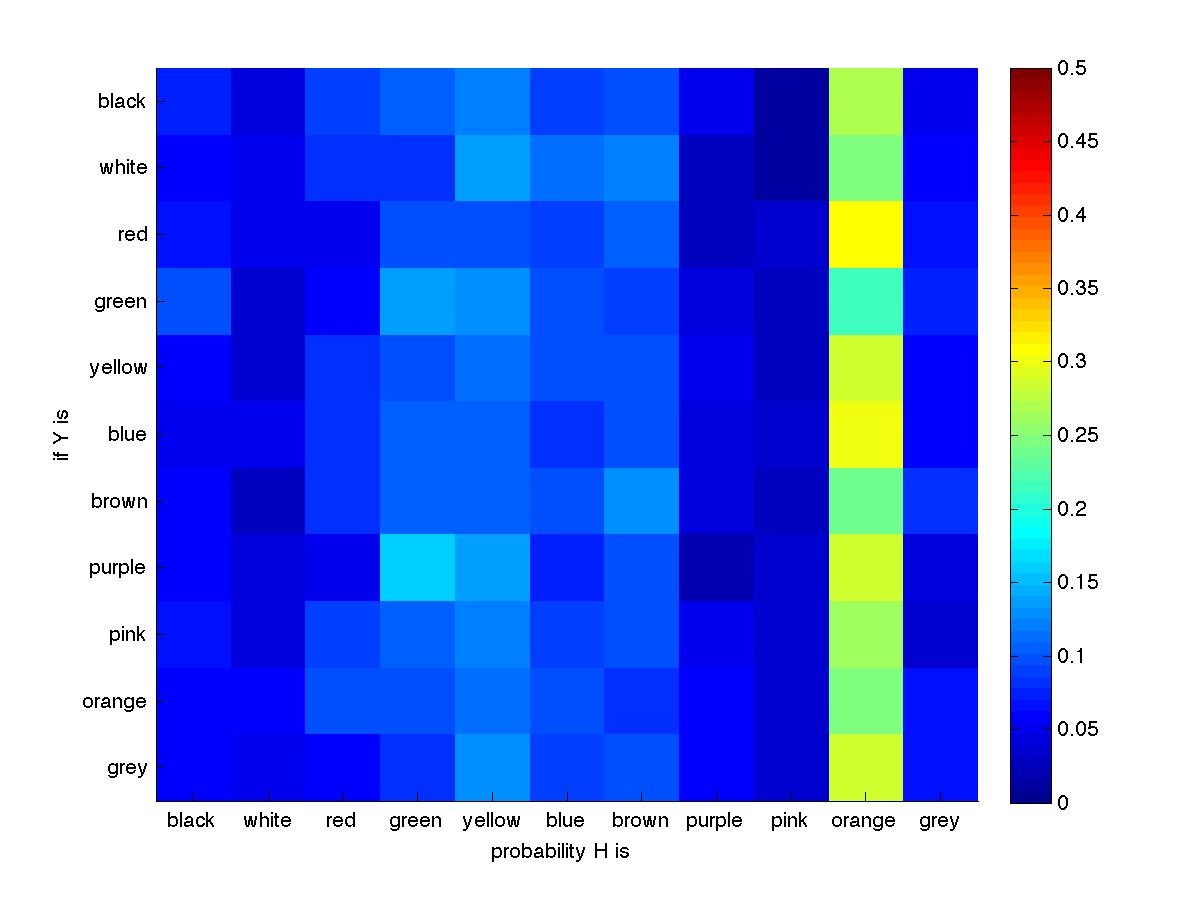 black
white
red
green
yellow
blue
brown
purple
pink
orange
grey
if Y is
black white red green yellow blue brown purple pink orange grey
probability H is
0.5
0.45
0.4
0.35
0.3
0.25
0.2
0.15
0.1
0.05
0